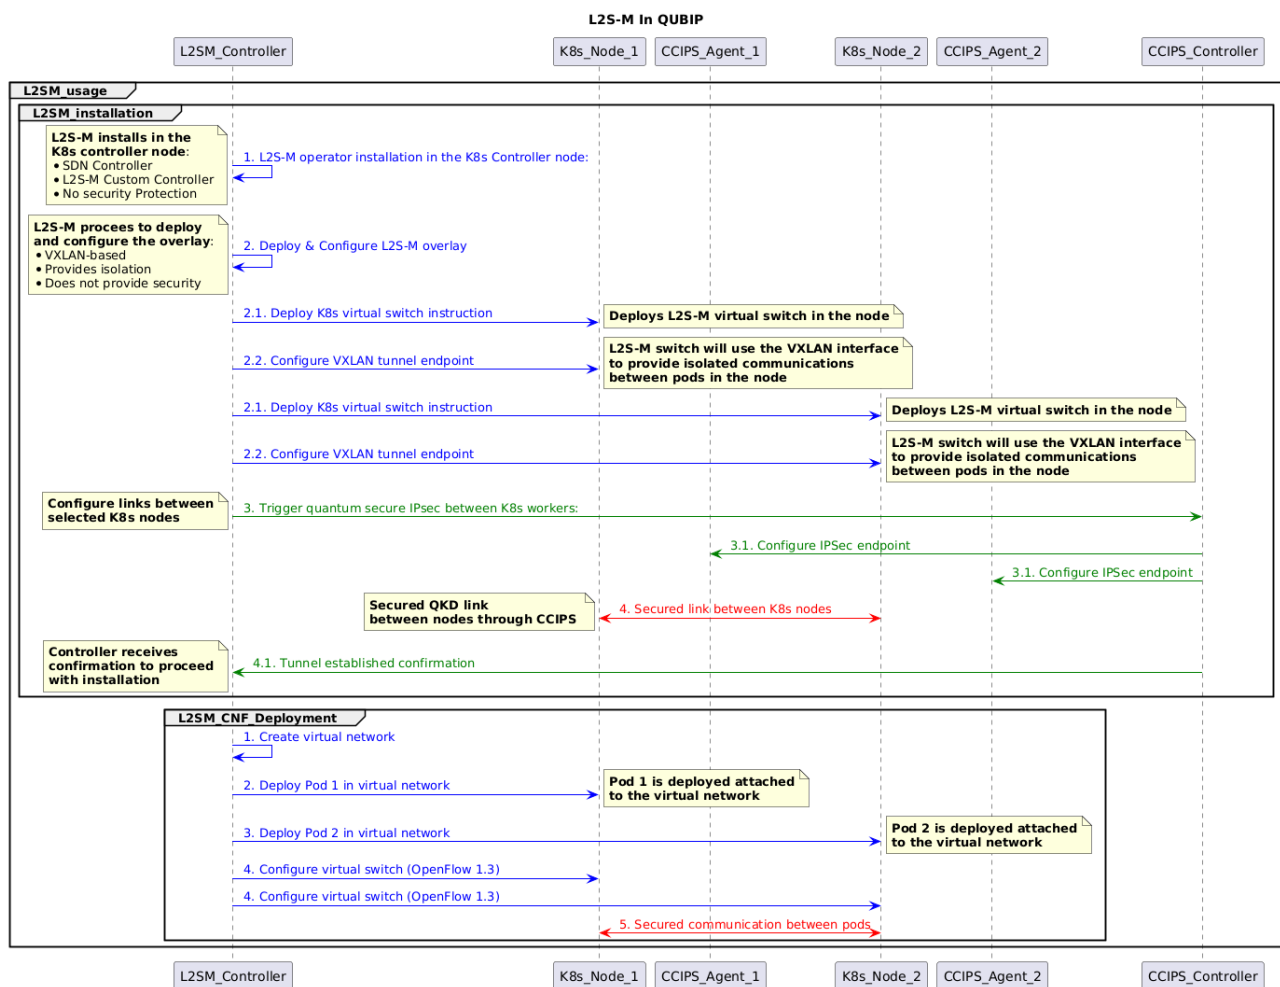 L2S-M In QUBIP
L2SM_Controller
K8s_Node_1
CCIPS_Agent_1
K8s_Node_2
CCIPS_Agent_2
CCIPS_Controller
L2SM_usage
L2SM_installation
L2S-M installs in the
K8s controller node:
• SDN Controller
• L2S-M Custom Controller
• No security Protection
1. L2S-M operator installation in the K8s Controller node:
L2S-M procees to deploy
and configure the overlay:
• VXLAN-based
• Provides isolation
• Does not provide security
2. Deploy & Configure L2S-M overlay
2.1. Deploy K8s virtual switch instruction
Deploys L2S-M virtual switch in the node
2.2. Configure VXLAN tunnel endpoint
L2S-M switch will use the VXLAN interface
to provide isolated communications
between pods in the node
2.1. Deploy K8s virtual switch instruction
Deploys L2S-M virtual switch in the node
2.2. Configure VXLAN tunnel endpoint
L2S-M switch will use the VXLAN interface
to provide isolated communications
between pods in the node
Configure links between
selected K8s nodes
3. Trigger quantum secure IPsec between K8s workers:
3.1. Configure IPSec endpoint
3.1. Configure IPSec endpoint
Secured QKD link
between nodes through CCIPS
4. Secured link between K8s nodes
Controller receives
confirmation to proceed
with installation
4.1. Tunnel established confirmation
L2SM_CNF_Deployment
1. Create virtual network
2. Deploy Pod 1 in virtual network
Pod 1 is deployed attached
to the virtual network
3. Deploy Pod 2 in virtual network
Pod 2 is deployed attached
to the virtual network
4. Configure virtual switch (OpenFlow 1.3)
4. Configure virtual switch (OpenFlow 1.3)
5. Secured communication between pods
L2SM_Controller
K8s_Node_1
CCIPS_Agent_1
K8s_Node_2
CCIPS_Agent_2
CCIPS_Controller